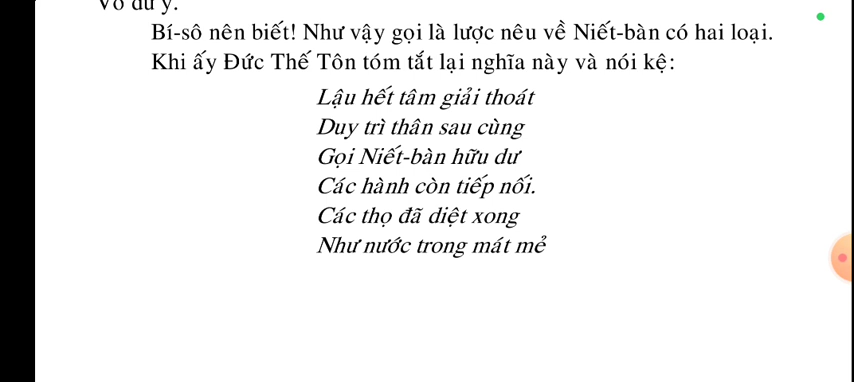 Vô dư y.
Bí-sô nên biết! Như vậy gọi là lược nêu về Niết-bàn có hai loại.
Khi ấy Đức Thế Tôn tóm tắt lại nghĩa này và nói kệ:
Lậu hết tâm giải thoát
Duy trì thân sau cùng
Gọi Niết-bàn hữu dư
Các hành còn tiếp nối.
Các thọ đã diệt xong
Như nước trong mát mẻ